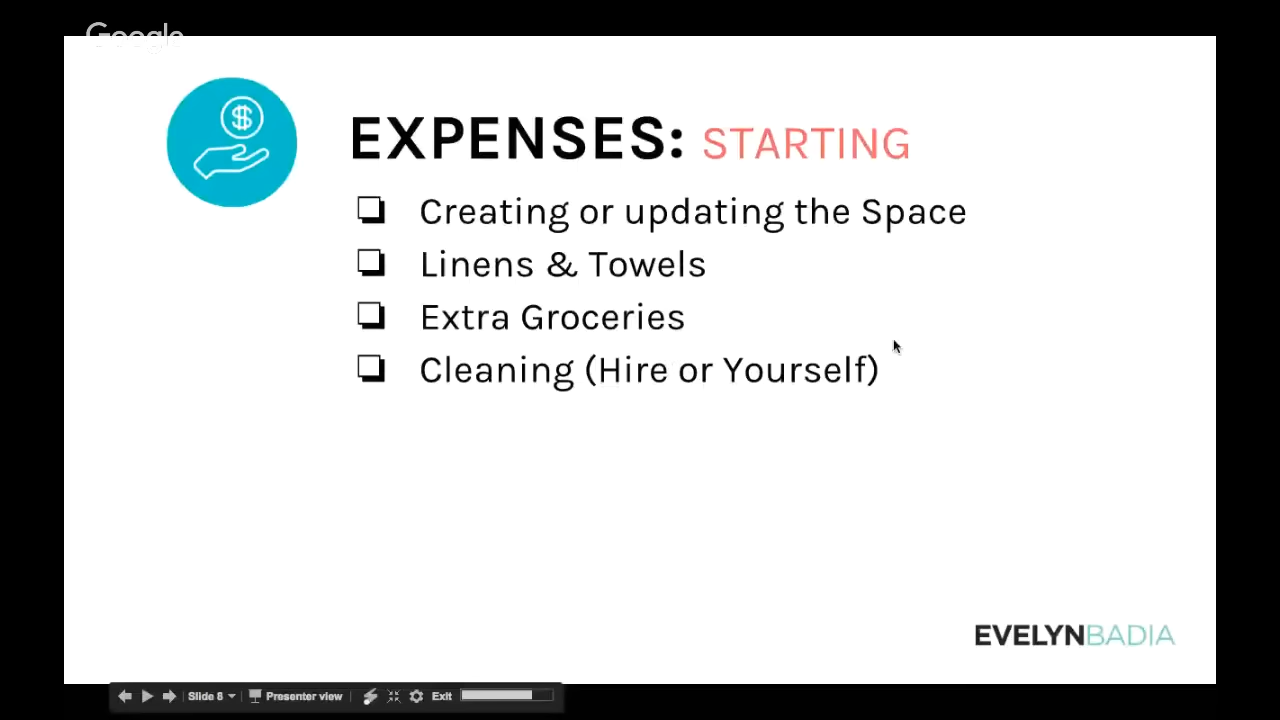 Google
EXPENSES: STARTING
Creating or updating the Space
Linens & Towels
Extra Groceries
Cleaning (Hire or Yourself)
EVELYNBADIA
Slide 8 Presenter view Exit